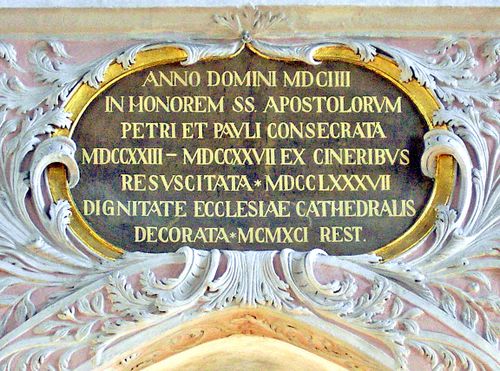 ANNO DOMINI MDCIIII
IN HONOREM SS. APOSTOLORVM
PETRI ET PAVLI CONSECRATA
MDCCXXIII – MDCCXXVII EX CINERIBVS
RESUSCITATA * MDCCLXXXVII
DIGNITATE ECCLESIAE CATHEDRALIS
DECORATA * MCMXCI REST.